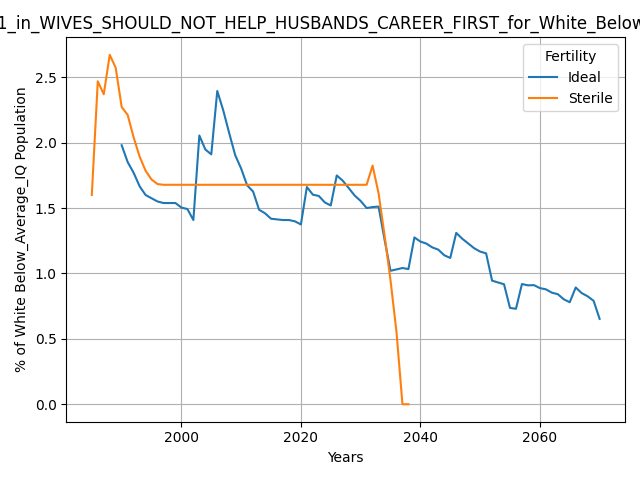 1_in_WIVES_SHOULD_NOT_HELP_HUSBANDS_CAREER_FIRST_for_White_Below
Fertility
Ideal
Sterile
% of White Below_Average_IQ Population
2.5
2.0
1.5
1.0
0.5
0.0
2000 2020 2040 2060
Years